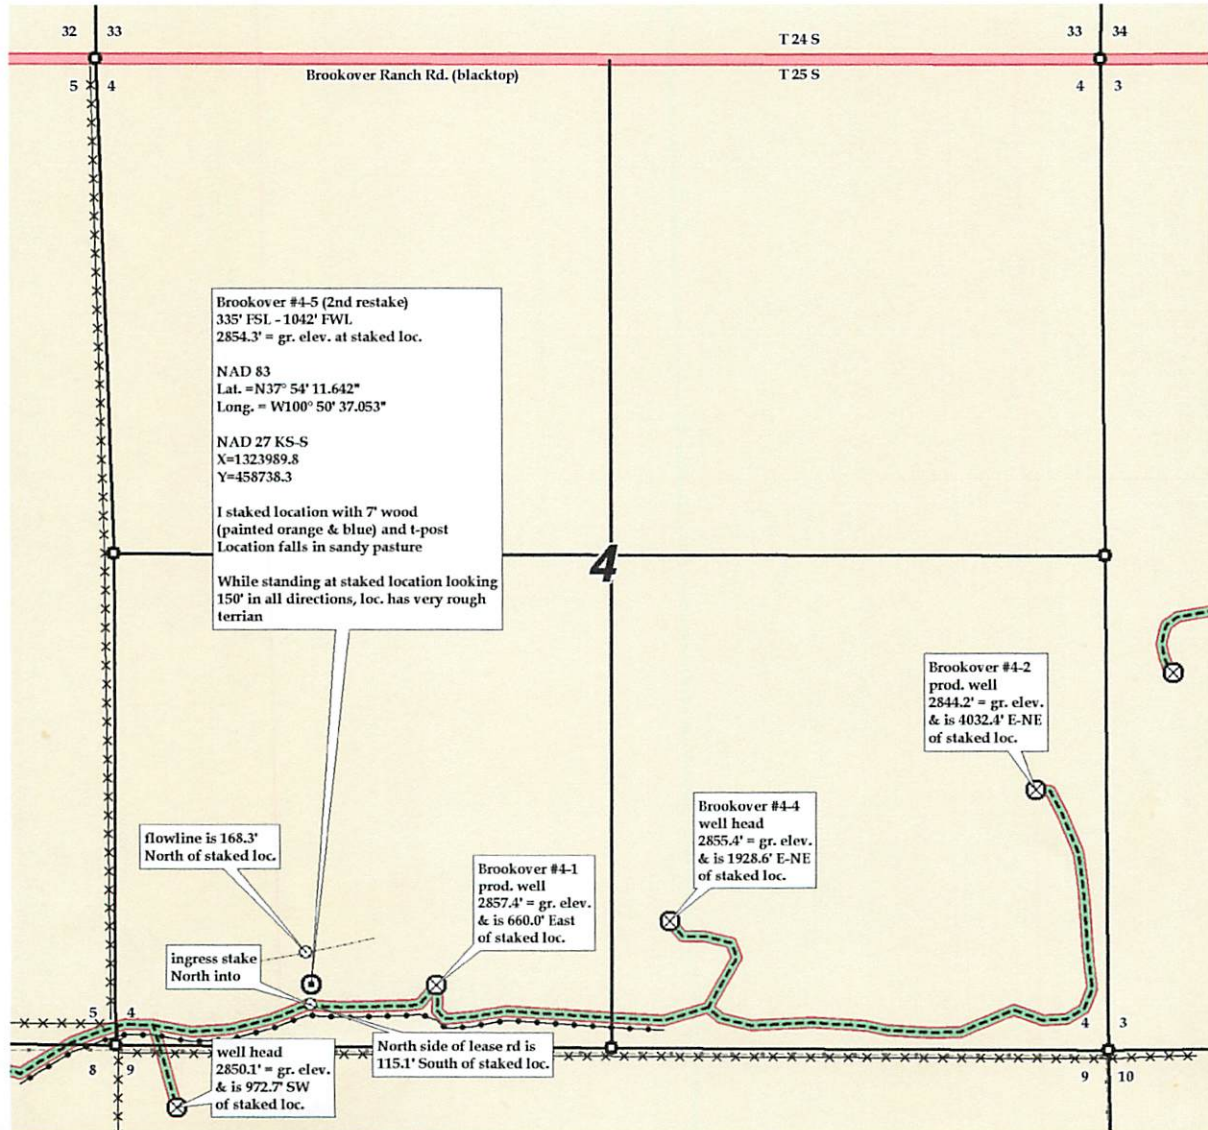 32 33
33 34
T 24 S
Brookover Ranch Rd. (blacktop)
T 25 S
5 4
4 3
Brookover #4-5 (2nd restake)
335' FSL - 1042' FWL
2854.3' = gr. elev. at staked loc.
NAD 83
Lat. =N37° 54' 11.642"
Long. = W100° 50' 37.053"
NAD 27 KS-S
X=1323989.8
Y=458738.3
I staked location with 7' wood
(painted orange & blue) and t-post
Location falls in sandy pasture
While standing at staked location looking
150' in all directions, loc. has very rough
terrian
4
Brookover #4-2
prod. well
2844.2' = gr. elev.
& is 4032.4' E-NE
of staked loc.
Brookover #4-4
well head
2855.4' = gr. elev.
& is 1928.6' E-NE
of staked loc.
flowline is 168.3'
North of staked loc.
Brookover #4-1
prod. well
2857.4' = gr. elev.
& is 660.0' East
of staked loc.
ingress stake
North into
5 4
4 3
North side of lease rd is
115.1' South of staked loc.
well head
2850.1' = gr. elev.
& is 972.7' SW
of staked loc.
8 9
9 10